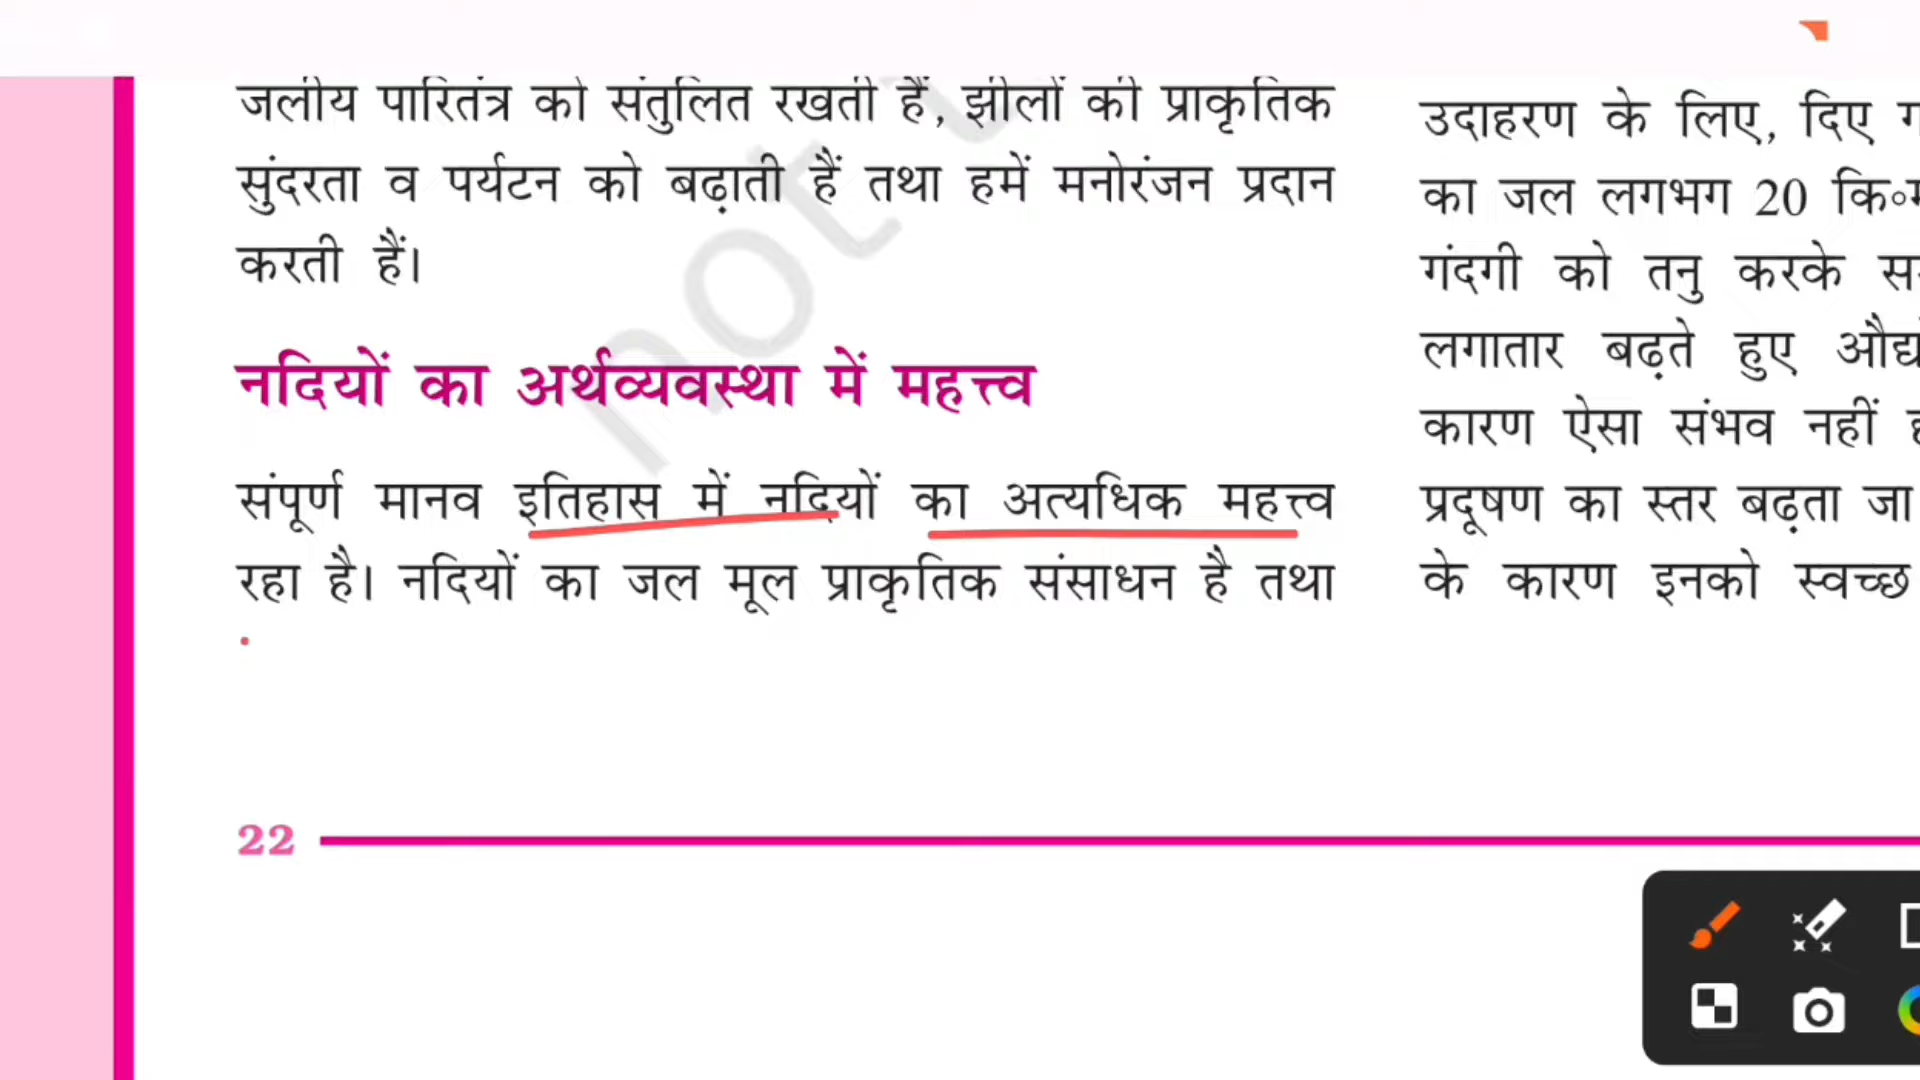 जलीय पारितंत्र को संतुलित रखती हैं, झीलों की प्राकृतिक
सुंदरता व पर्यटन को बढ़ाती हैं तथा हमें मनोरंजन प्रदान
करती हैं।
नदियों का अर्थव्यवस्था में महत्त्व
संपूर्ण मानव इतिहास में नदियों का अत्यधिक महत्त्व
रहा है। नदियों का जल मूल प्राकृतिक संसाधन है तथा
22
उदाहरण के लिए, दिए
का जल लगभग 20
गंदगी को तनु करके
लगातार बढ़ते हुए
कारण ऐसा संभव नहीं
प्रदूषण का स्तर बढ़ता जा
के कारण इनको स्वच्छ
not